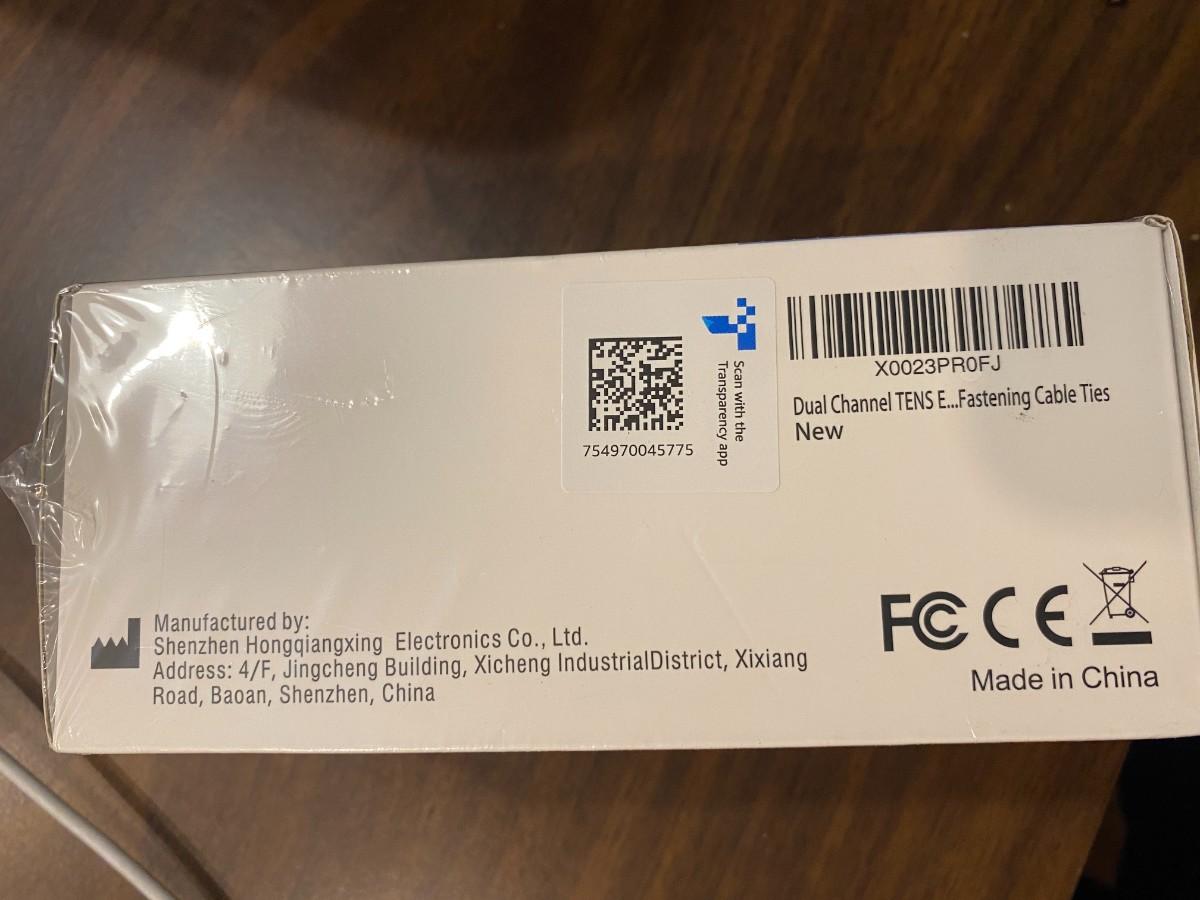 754970045775
Scan with the
Transparency app
X0023PR0FJ
Dual Channel TENS E...Fastening Cable Ties
New
Manufactured by:
Shenzhen Hongqiangxing Electronics Co., Ltd.
Address: 4/F, Jingcheng Building, Xicheng IndustrialDistrict, Xixiang
Road, Baoan, Shenzhen, China
FC CE
Made in China